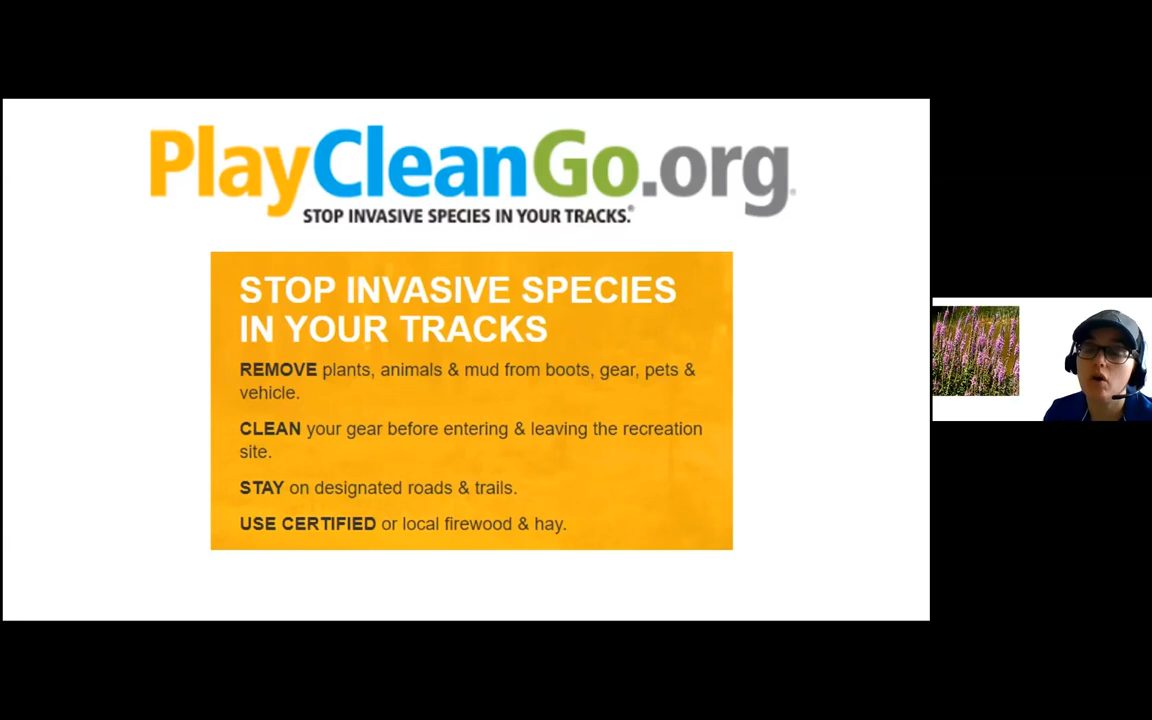 PlayCleanGo.org®
STOP INVASIVE SPECIES IN YOUR TRACKS.®
STOP INVASIVE SPECIES
IN YOUR TRACKS
REMOVE plants, animals & mud from boots, gear, pets &
vehicle.
CLEAN your gear before entering & leaving the recreation
site.
STAY on designated roads & trails.
USE CERTIFIED or local firewood & hay.